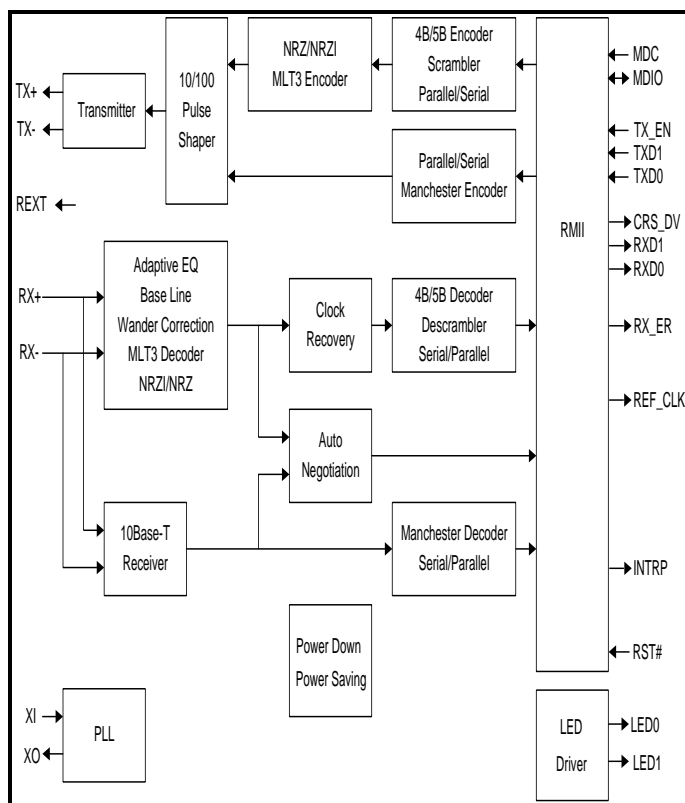 TX+
TX-
REXT
RX+
RX-
XI
XO
Transmitter
10/100
Pulse
Shaper
NRZ/NRZI
MLT3 Encoder
4B/5B Encoder
Scrambler
Parallel/Serial
Parallel/Serial
Manchester Encoder
Adaptive EQ
Base Line
Wander Correction
MLT3 Decoder
NRZI/NRZ
Clock
Recovery
4B/5B Decoder
Descrambler
Serial/Parallel
Auto
Negotiation
10Base-T
Receiver
Manchester Decoder
Serial/Parallel
Power Down
Power Saving
PLL
RMII
LED
Driver
MDC
MDIO
TX_EN
TXD1
TXD0
CRS_DV
RXD1
RXD0
RX_ER
REF_CLK
INTRP
RST#
LED0
LED1